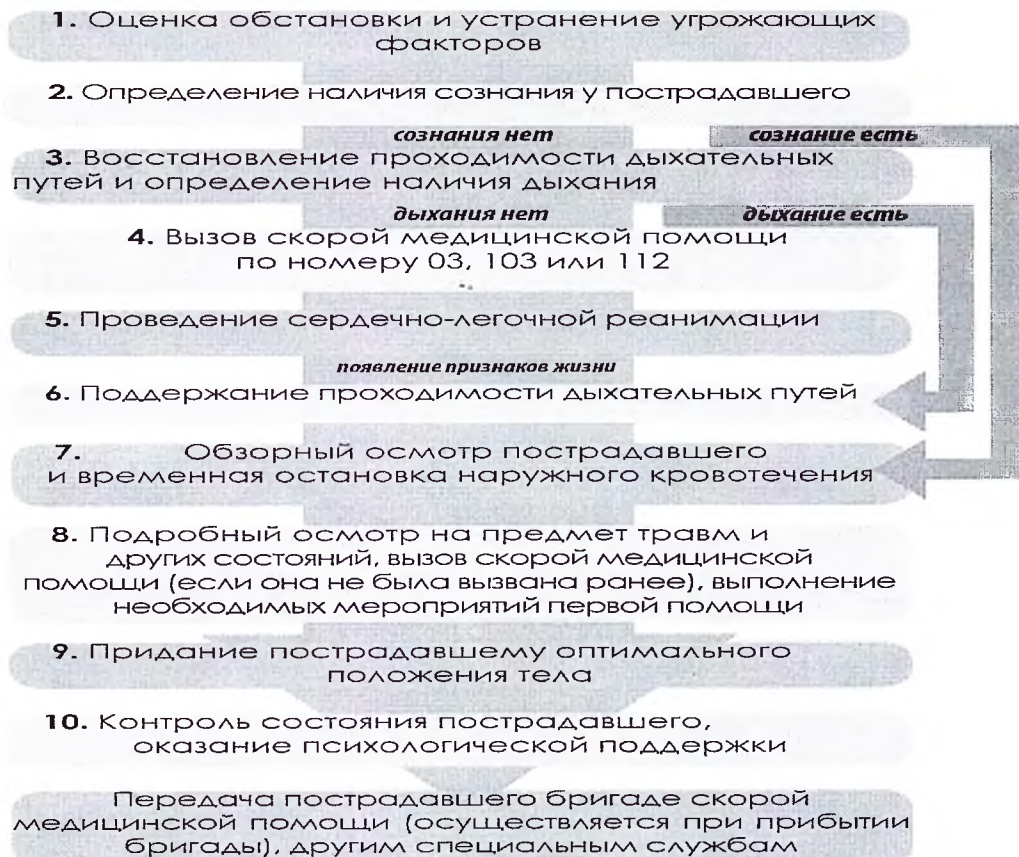 1. Оценка обстановки и устранение угрожающих
факторов
2. Определение наличия сознания у пострадавшего
сознания нет
сознание есть
3. Восстановление проходимости дыхательных
путей и определение наличия дыхания
дыхания нет
дыхание есть
4. Вызов скорой медицинской помощи
по номеру 03, 103 или 112
5. Проведение сердечно-легочной реанимации
появление признаков жизни
6. Поддержание проходимости дыхательных путей
7. Обзорный осмотр пострадавшего
и временная остановка наружного кровотечения
8. Подробный осмотр на предмет травм и
других состояний, вызов скорой медицинской
помощи (если она не была вызвана ранее), выполнение
необходимых мероприятий первой помощи
9. Придание пострадавшему оптимального
положения тела
10. Контроль состояния пострадавшего,
оказание психологической поддержки
Передача пострадавшего бригаде скорой
медицинской помощи (осуществляется при прибытии
бригады), другим специальным службам